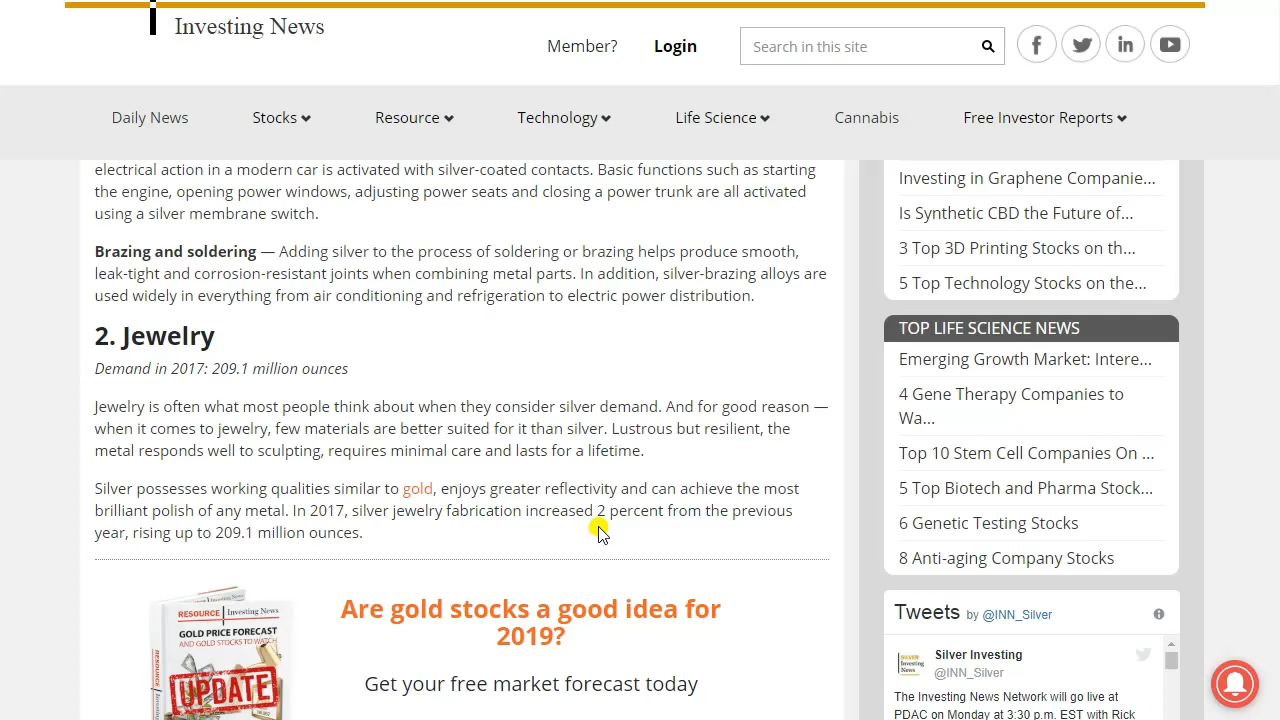 Investing News
Member?
Login
Search in this site
Daily News
Stocks
Resource
Technology
Life Science
Cannabis
Free Investor Reports
electrical action in a modern car is activated with silver-coated contacts. Basic functions such as starting
the engine, opening power windows, adjusting power seats and closing a power trunk are all activated
using a silver membrane switch.
Brazing and soldering — Adding silver to the process of soldering or brazing helps produce smooth,
leak-tight and corrosion-resistant joints when combining metal parts. In addition, silver-brazing alloys are
used widely in everything from air conditioning and refrigeration to electric power distribution.
2. Jewelry
Demand in 2017: 209.1 million ounces
Jewelry is often what most people think about when they consider silver demand. And for good reason —
when it comes to jewelry, few materials are better suited for it than silver. Lustrous but resilient, the
metal responds well to sculpting, requires minimal care and lasts for a lifetime.
Silver possesses working qualities similar to gold, enjoys greater reflectivity and can achieve the most
brilliant polish of any metal. In 2017, silver jewelry fabrication increased 2 percent from the previous
year, rising up to 209.1 million ounces.
RESOURCE Investing News
GOLD PRICE FORECAST
AND GOLD STOCKS TO WATCH
UPDATE
Are gold stocks a good idea for
2019?
Get your free market forecast today
Investing in Graphene Companie...
Is Synthetic CBD the Future of...
3 Top 3D Printing Stocks on th...
5 Top Technology Stocks on the...
TOP LIFE SCIENCE NEWS
Emerging Growth Market: Intere...
4 Gene Therapy Companies to
Wa...
Top 10 Stem Cell Companies On ...
5 Top Biotech and Pharma Stock...
6 Genetic Testing Stocks
8 Anti-aging Company Stocks
Tweets by @INN_Silver
Silver Investing
@INN_Silver
The Investing News Network will go live at
PDAC on Monday at 3:30 p.m. EST with Rick